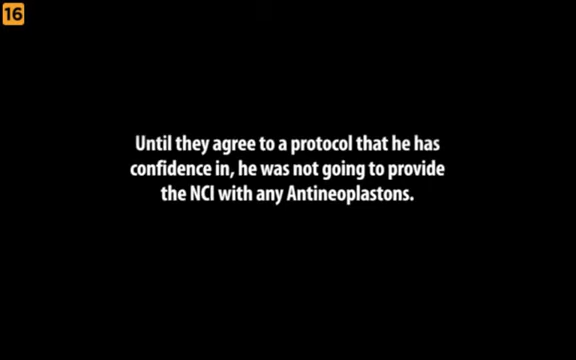 16
Until they agree to a protocol that he has
confidence in, he was not going to provide
the NCI with any Antineoplastons.